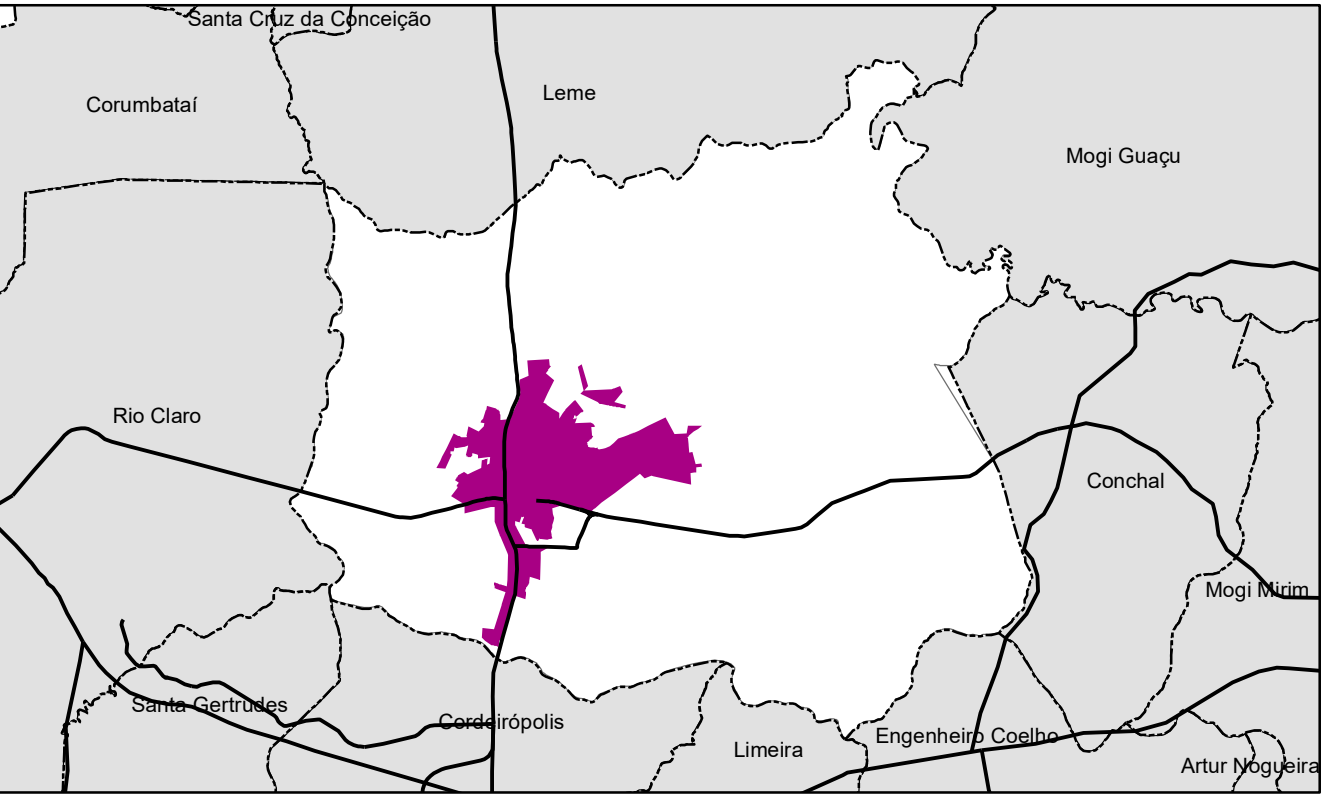 Santa Cruz da Conceição
Leme
Corumbataí
Mogi Guaçu
Rio Claro
Conchal
Mogi Mirim
Santa Gertrudes
Cordeirópolis
Engenheiro Coelho
Limeira
Artur Nogueira